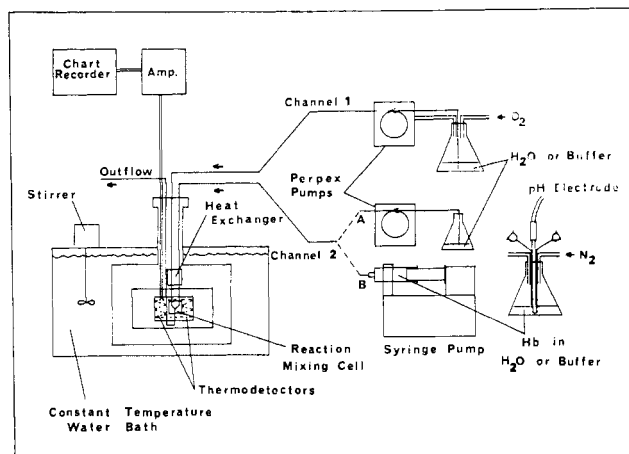 Chart
Recorder
Amp.
Channel 1
O2
H2O or Buffer
Outflow
Perpex
Pumps
pH Electrode
Stirrer
Heat
Exchanger
A
Channel 2
N2
B
Reaction
Mixing Cell
Syringe Pump
Hb in
H2O or Buffer
Thermodetectors
Constant Temperature
Water Bath